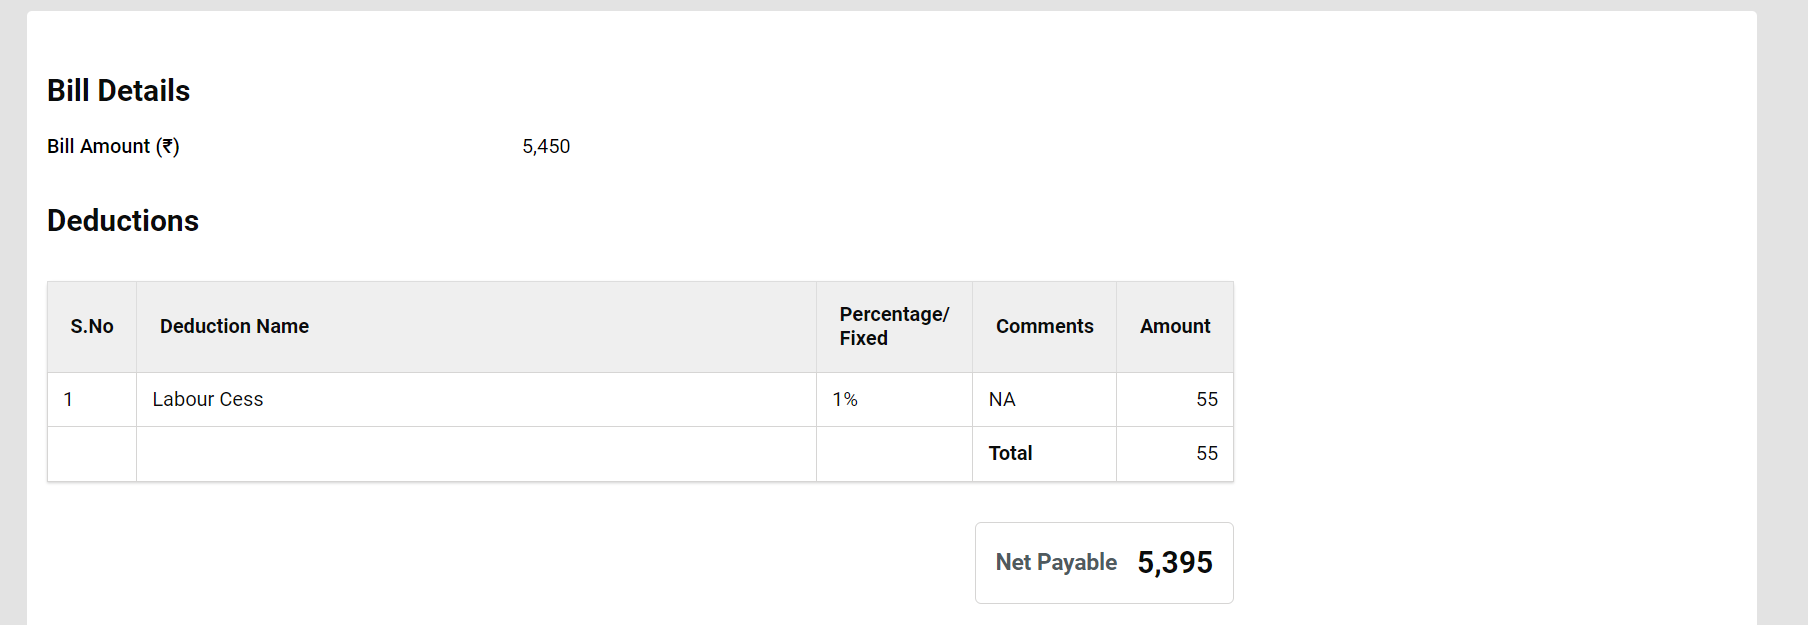 Bill Details
Bill Amount (₹) 5,450
Deductions
S.No Deduction Name Percentage/ Fixed Comments Amount
1 Labour Cess 1% NA 55
Total 55
Net Payable 5,395